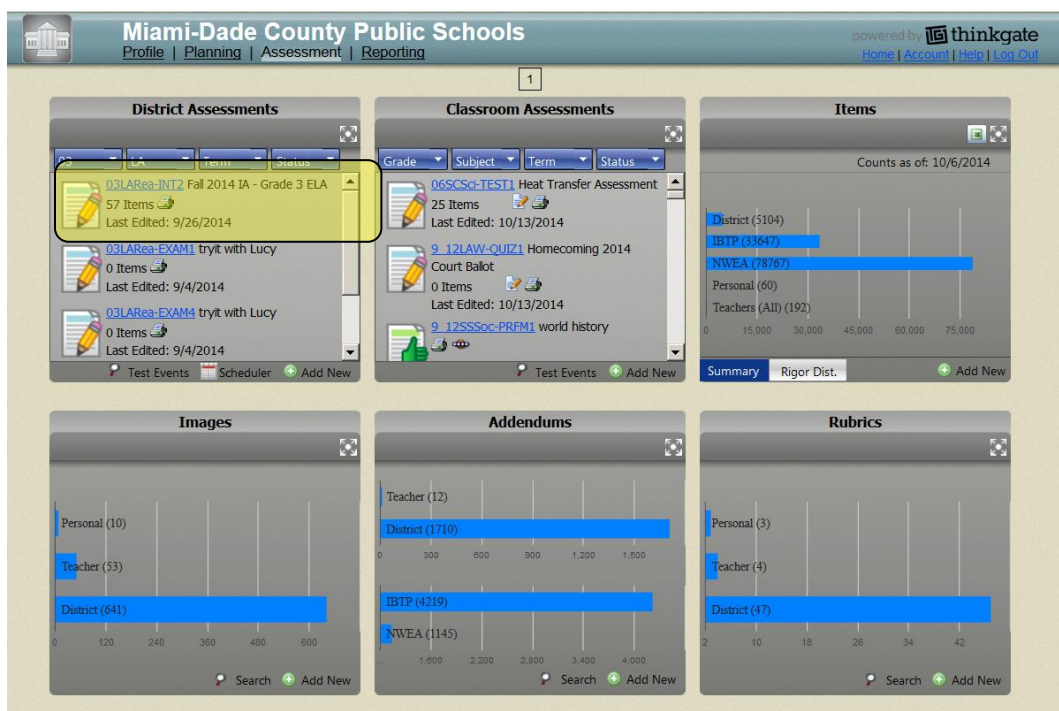 Miami-Dade County Public Schools
Profile | Planning | Assessment | Reporting
powered by thinkgate
Home | Account | Help | Log Out
1
District Assessments
03 LA Term Status
03LARea-INT2 Fall 2014 IA - Grade 3 ELA
57 Items
Last Edited: 9/26/2014
03LARea-EXAM1 tryit with Lucy
0 Items
Last Edited: 9/4/2014
03LARea-EXAM4 tryit with Lucy
0 Items
Last Edited: 9/4/2014
Test Events Scheduler Add New
Classroom Assessments
Grade Subject Term Status
06SCSci-TEST1 Heat Transfer Assessment
25 Items
Last Edited: 10/13/2014
9_12LAW-QUIZ1 Homecoming 2014
Court Ballot
0 Items
Last Edited: 10/13/2014
9_12SSSoc-PRFM1 world history
Test Events Add New
Items
Counts as of: 10/6/2014
District (5104)
IBTP (33647)
NWEA (78767)
Personal (60)
Teachers (All) (192)
0 15,000 30,000 45,000 60,000 75,000
Summary Rigor Dist. Add New
Images
Personal (10)
Teacher (53)
District (641)
0 120 240 360 480 600
Search Add New
Addendums
Teacher (12)
District (1710)
0 300 600 900 1,200 1,500
IBTP (4219)
NWEA (1145)
1,600 2,200 2,800 3,400 4,000
Search Add New
Rubrics
Personal (3)
Teacher (4)
District (47)
2 10 18 26 34 42
Search Add New